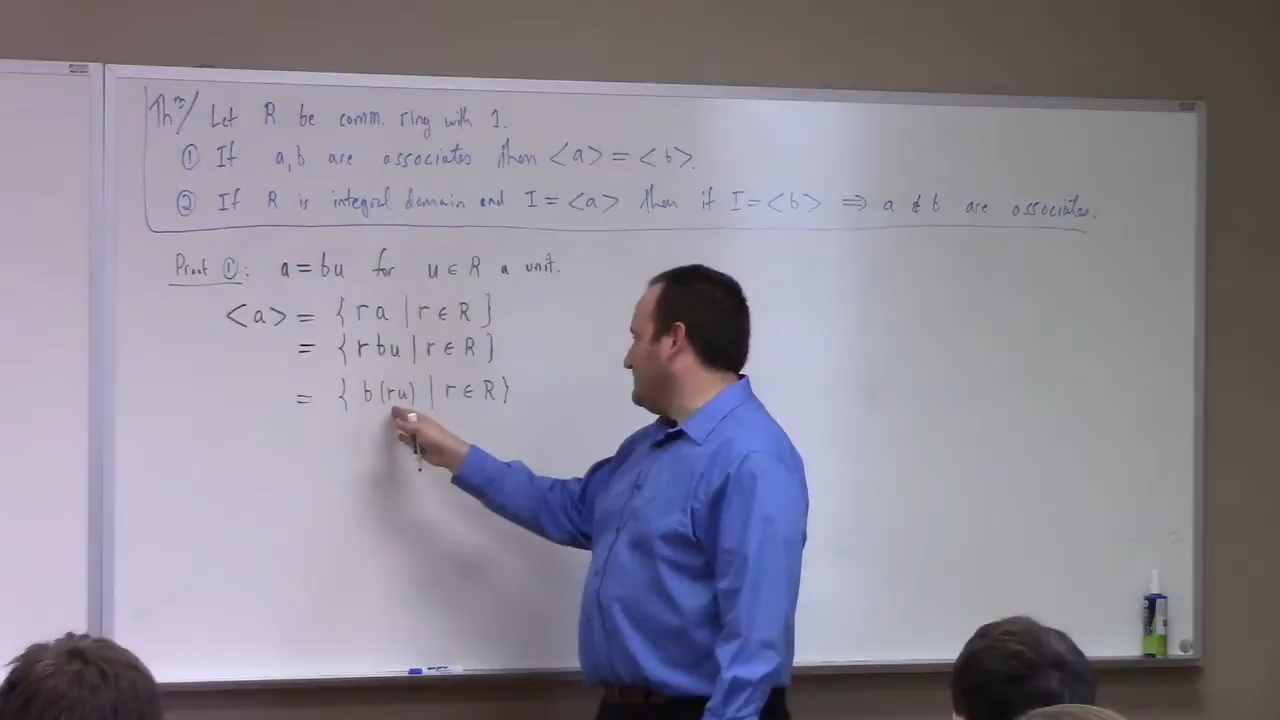 Thm/ Let R be comm. ring with 1.
① If a,b are associates then <a> = <b>.
② If R is integral domain and I = <a> then if I = <b> ⟹ a & b are associates.
Proof ①: a = bu for u ∈ R a unit.
<a> = { ra | r ∈ R }
= { rbu | r ∈ R }
= { b(ru) | r ∈ R }